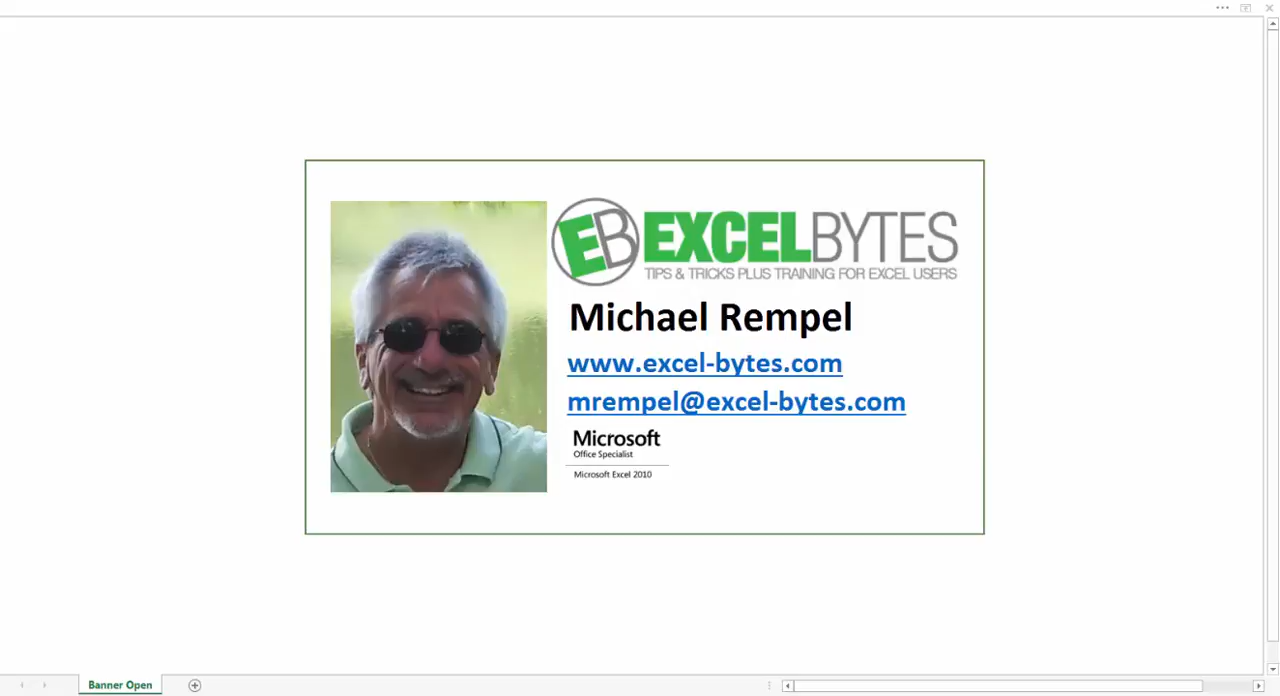 EB EXCELBYTES
TIPS & TRICKS PLUS TRAINING FOR EXCEL USERS
Michael Rempel
www.excel-bytes.com
mrempel@excel-bytes.com
Microsoft
Office Specialist
Microsoft Excel 2010
Banner Open